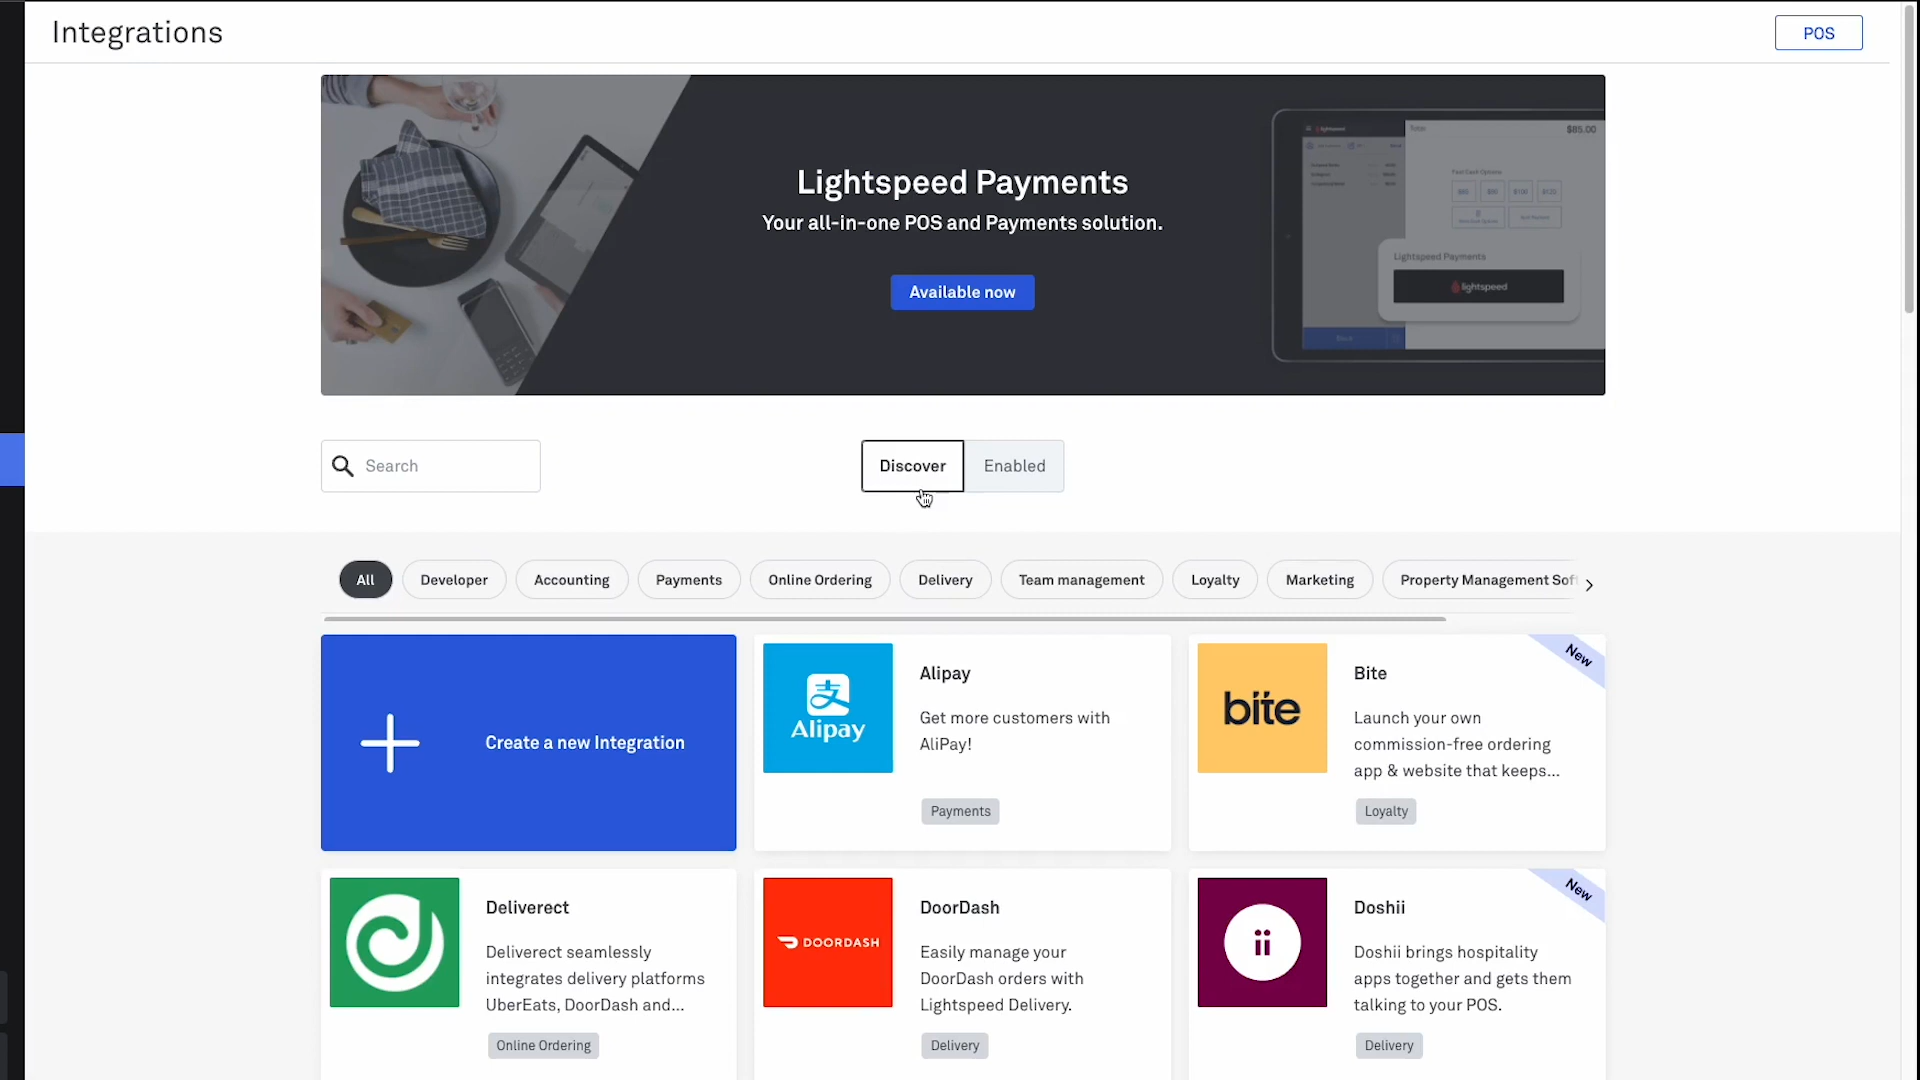 Integrations
POS
Lightspeed Payments
Your all-in-one POS and Payments solution.
Available now
$85.00
Lightspeed Payments
lightspeed
Search
Discover
Enabled
All
Developer
Accounting
Payments
Online Ordering
Delivery
Team management
Loyalty
Marketing
Property Management Sof
Create a new Integration
Alipay
Alipay
Get more customers with
AliPay!
Payments
bite
New
Bite
Launch your own
commission-free ordering
app & website that keeps...
Loyalty
Deliverect
Deliverect seamlessly
integrates delivery platforms
UberEats, DoorDash and...
Online Ordering
DOORDASH
DoorDash
Easily manage your
DoorDash orders with
Lightspeed Delivery.
Delivery
ii
New
Doshii
Doshii brings hospitality
apps together and gets them
talking to your POS.
Delivery